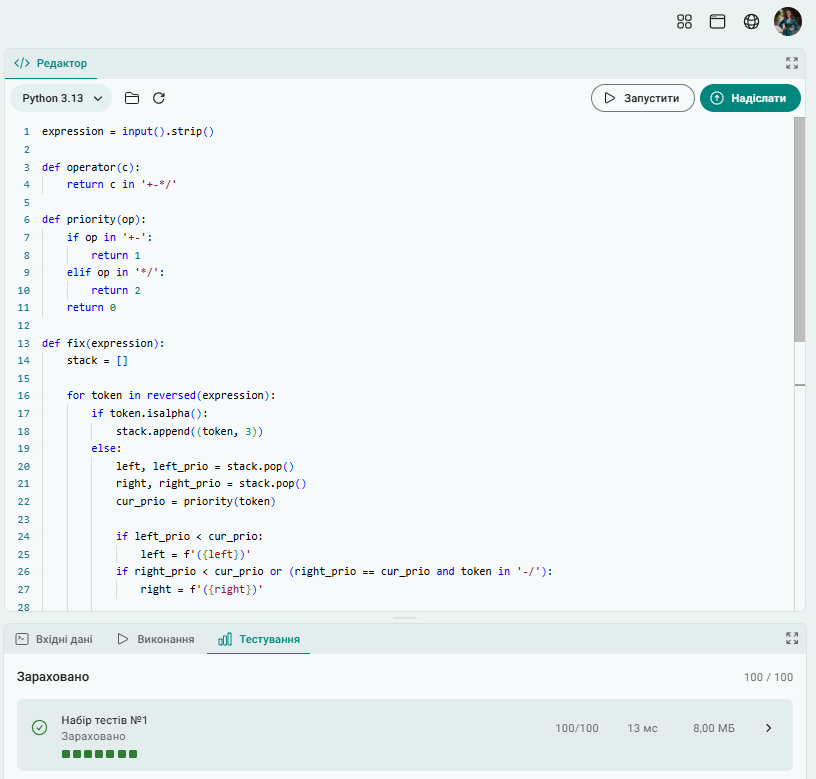 Редактор
Python 3.13
Запустити
Надіслати
1 expression = input().strip()
2
3 def operator(c):
4     return c in '+-*/'
5
6 def priority(op):
7     if op in '+-':
8         return 1
9     elif op in '*/':
10         return 2
11     return 0
12
13 def fix(expression):
14     stack = []
15
16     for token in reversed(expression):
17         if token.isalpha():
18             stack.append((token, 3))
19         else:
20             left, left_prio = stack.pop()
21             right, right_prio = stack.pop()
22             cur_prio = priority(token)
23
24             if left_prio < cur_prio:
25                 left = f'({left})'
26             if right_prio < cur_prio or (right_prio == cur_prio and token in '-/'):
27                 right = f'({right})'
28
Вхідні дані
Виконання
Тестування
Зараховано
100 / 100
Набір тестів №1
Зараховано
100/100
13 мс
8,00 МБ